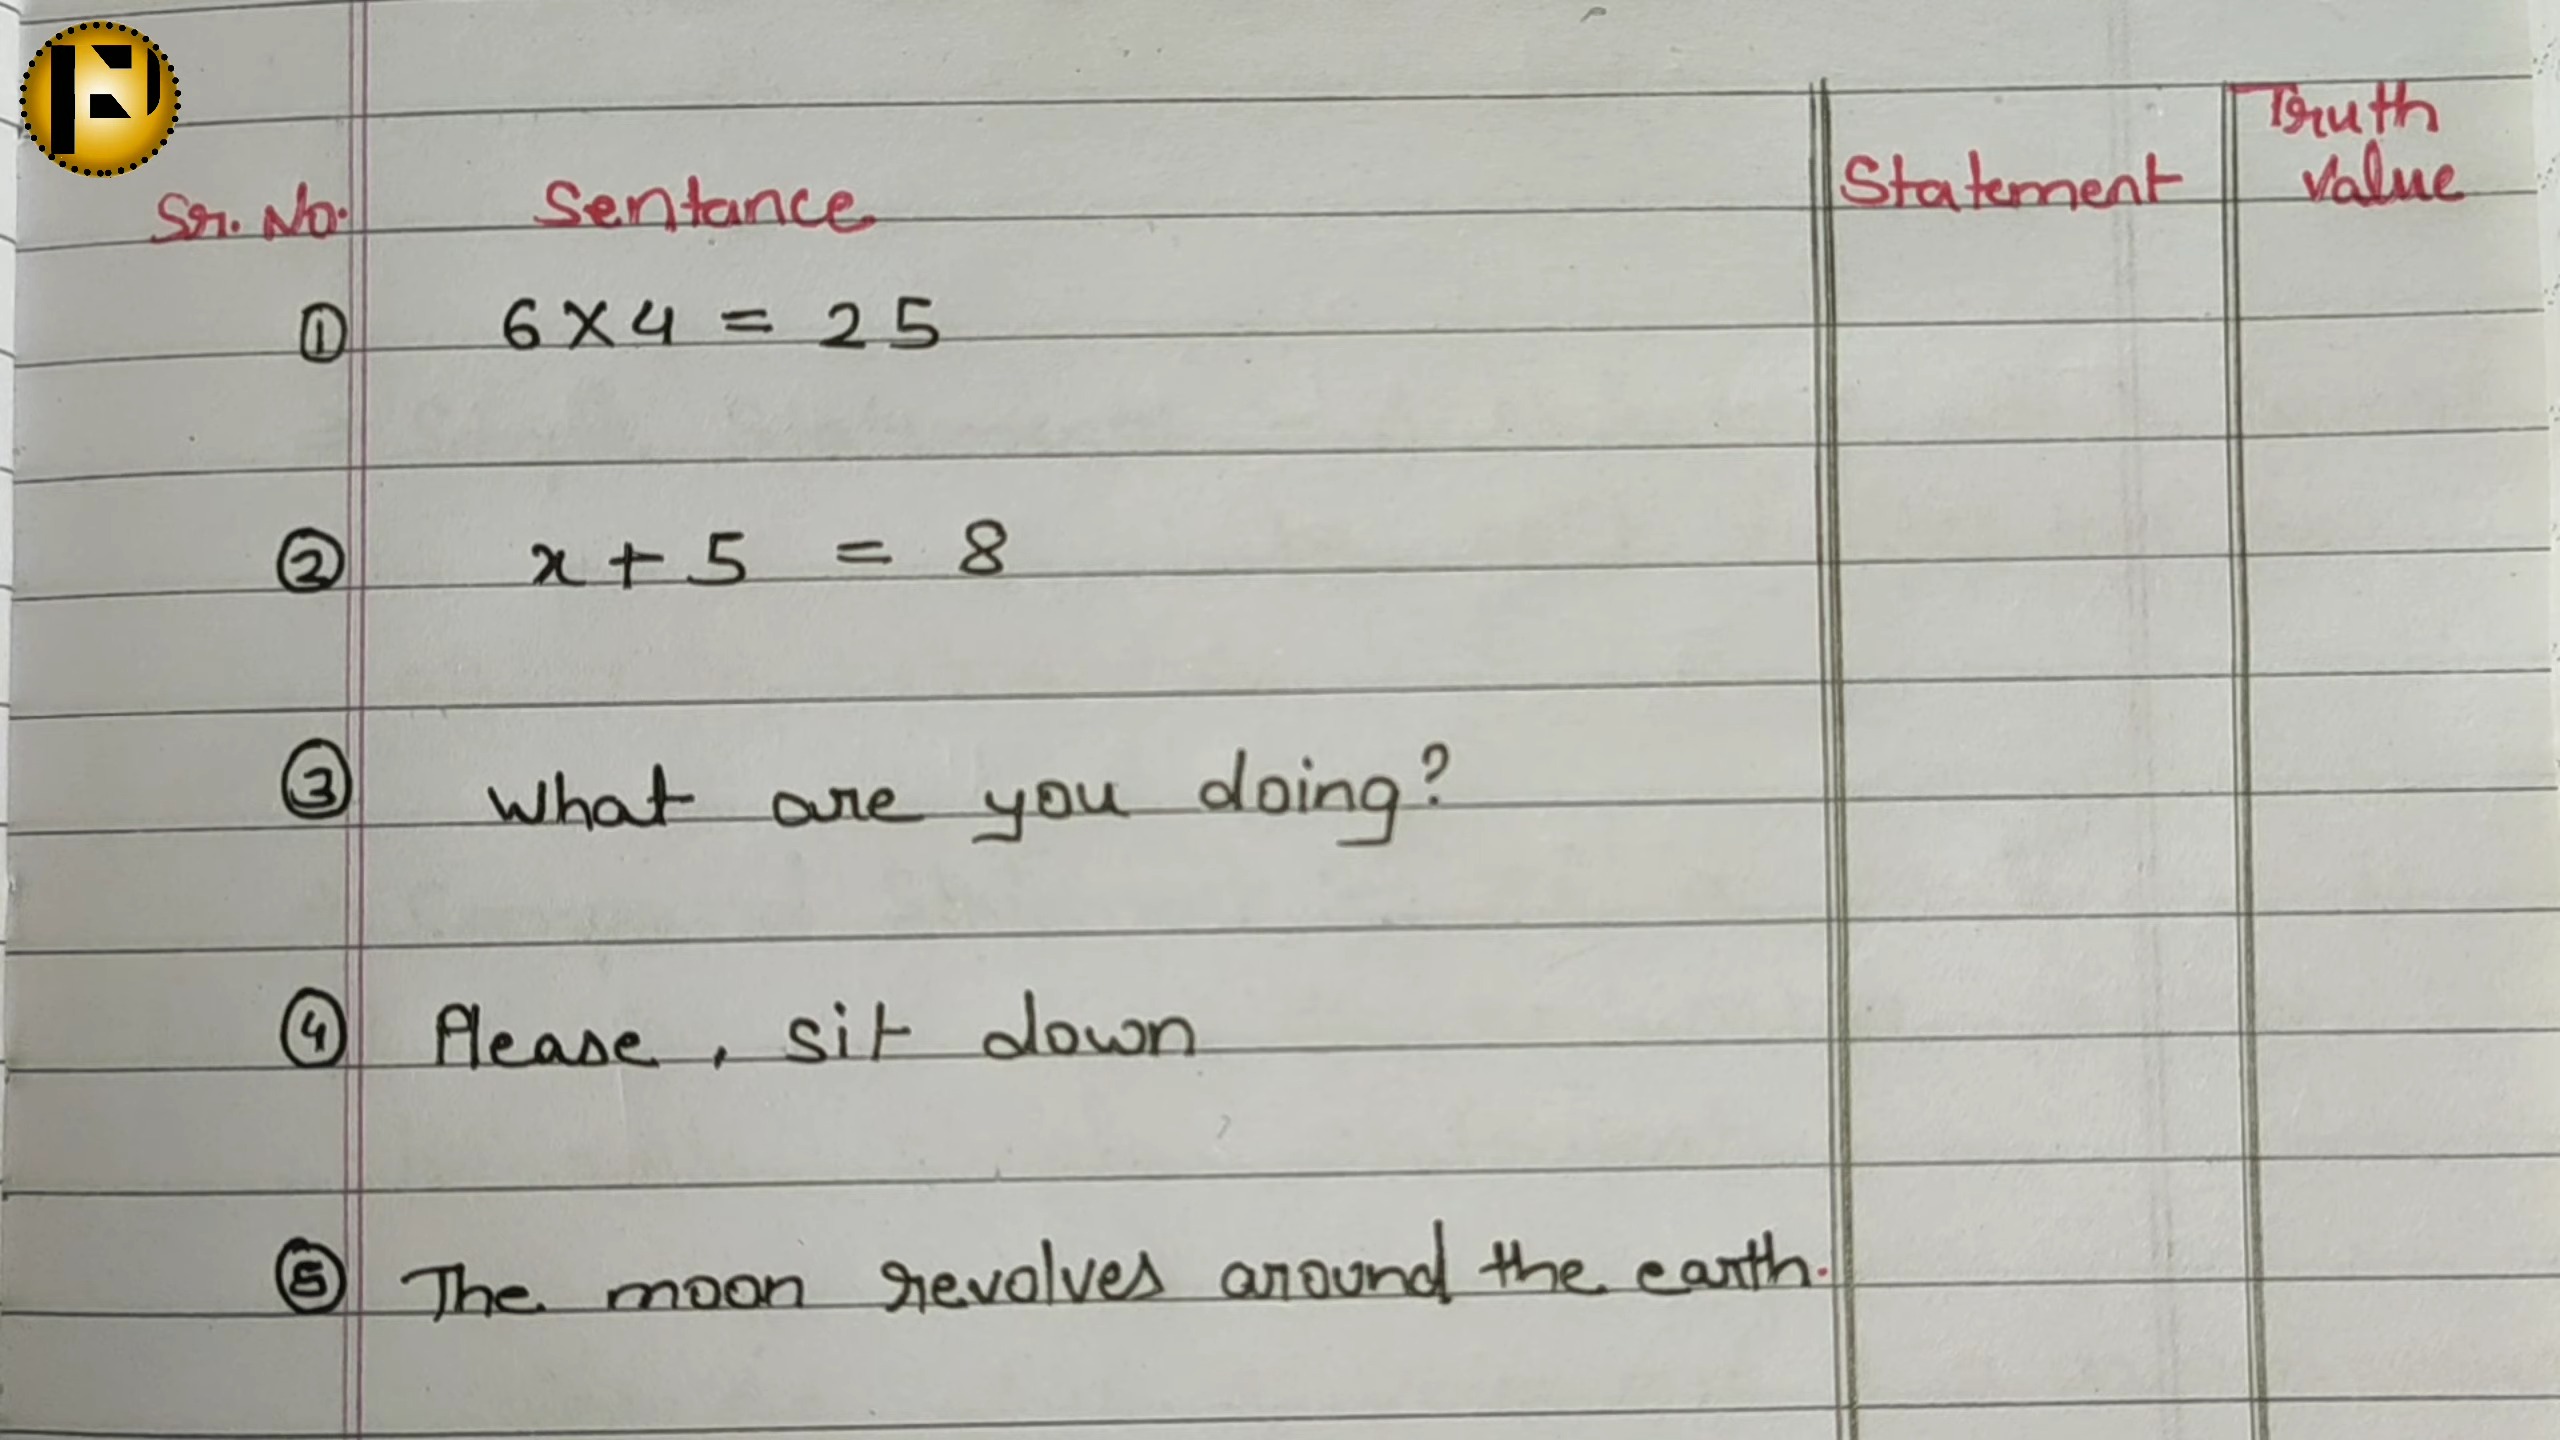 Sr. No. Sentance Statement Truth Value
① 6 × 4 = 25
② x + 5 = 8
③ What are you doing?
④ Please, sit down
⑤ The moon revolves around the earth.